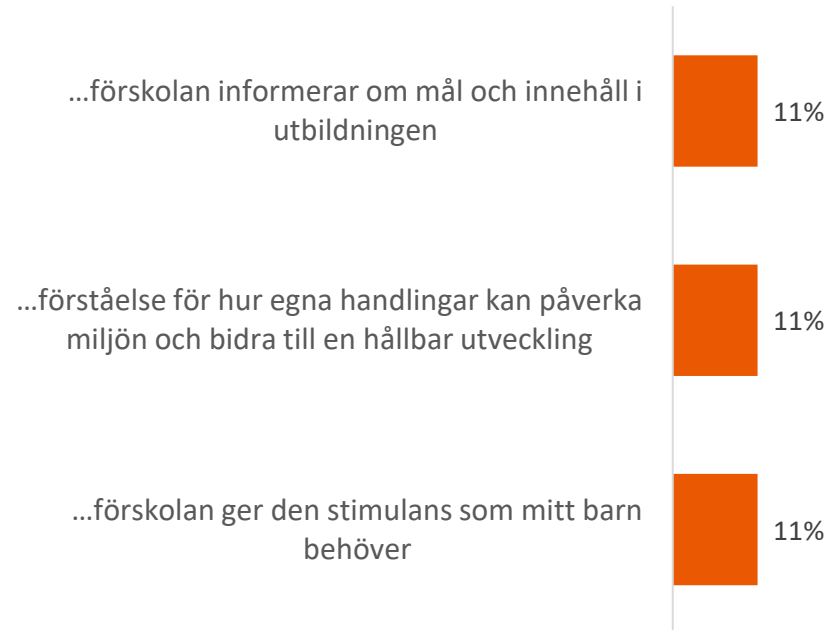 ...förskolan informerar om mål och innehåll i
utbildningen
11%
...förståelse för hur egna handlingar kan påverka
miljön och bidra till en hållbar utveckling
11%
...förskolan ger den stimulans som mitt barn
behöver
11%